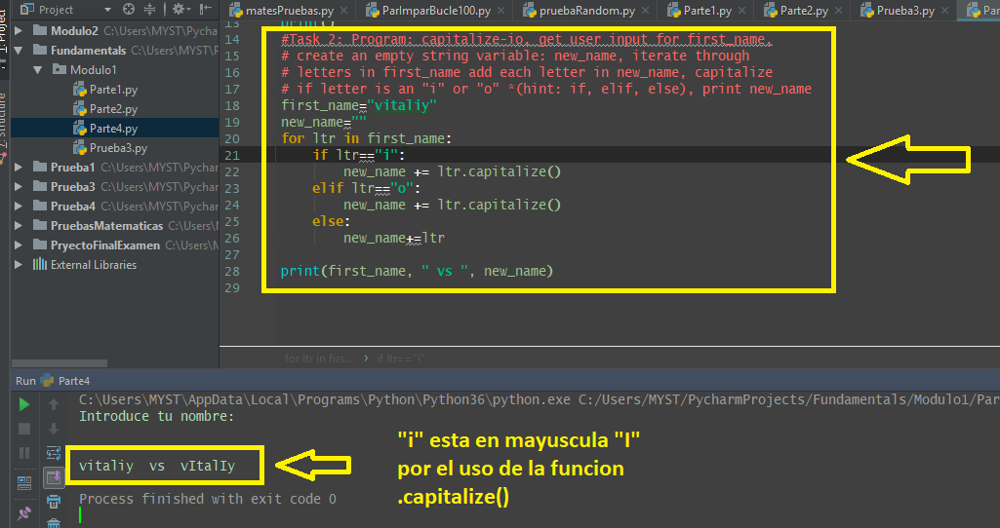 Project
matesPruebas.py
ParImparBucle100.py
pruebaRandom.py
Parte1.py
Parte2.py
Prueba3.py
Modulo2 C:\Users\MYST\Pychar
Fundamentals C:\Users\MYST\P
Modulo1
Parte1.py
Parte2.py
Parte4.py
Prueba3.py
Prueba1 C:\Users\MYST\Pycharm
Prueba3 C:\Users\MYST\Pycharm
Prueba4 C:\Users\MYST\Pycharm
PruebasMatematicas C:\Users\M
PryectoFinalExamen C:\Users\M
External Libraries
13 print()
14 #Task 2: Program: capitalize-io, get user input for first_name,
15 # create an empty string variable: new_name, iterate through
16 # letters in first_name add each letter in new_name, capitalize
17 # if letter is an "i" or "o" *(hint: if, elif, else), print new_name
18 first_name="vitaliy"
19 new_name=""
20 for ltr in first_name:
21 if ltr=="i":
22 new_name += ltr.capitalize()
23 elif ltr=="o":
24 new_name += ltr.capitalize()
25 else:
26 new_name+=ltr
27
28 print(first_name, " vs ", new_name)
29
for ltr in firs... › if ltr=="i"
Run Parte4
C:\Users\MYST\AppData\Local\Programs\Python\Python36\python.exe C:/Users/MYST/PycharmProjects/Fundamentals/Modulo1/Par
Introduce tu nombre:
vitaliy  vs  vItalIy
Process finished with exit code 0
"i" esta en mayuscula "I"
por el uso de la funcion
.capitalize()